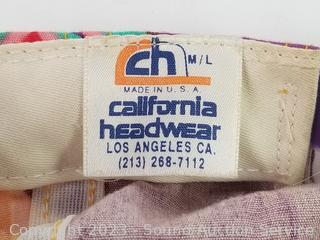 ch M/L
MADE IN U.S.A.
california
headwear
LOS ANGELES CA.
(213) 268-7112
Copyright 2023 - Sound Auction Service